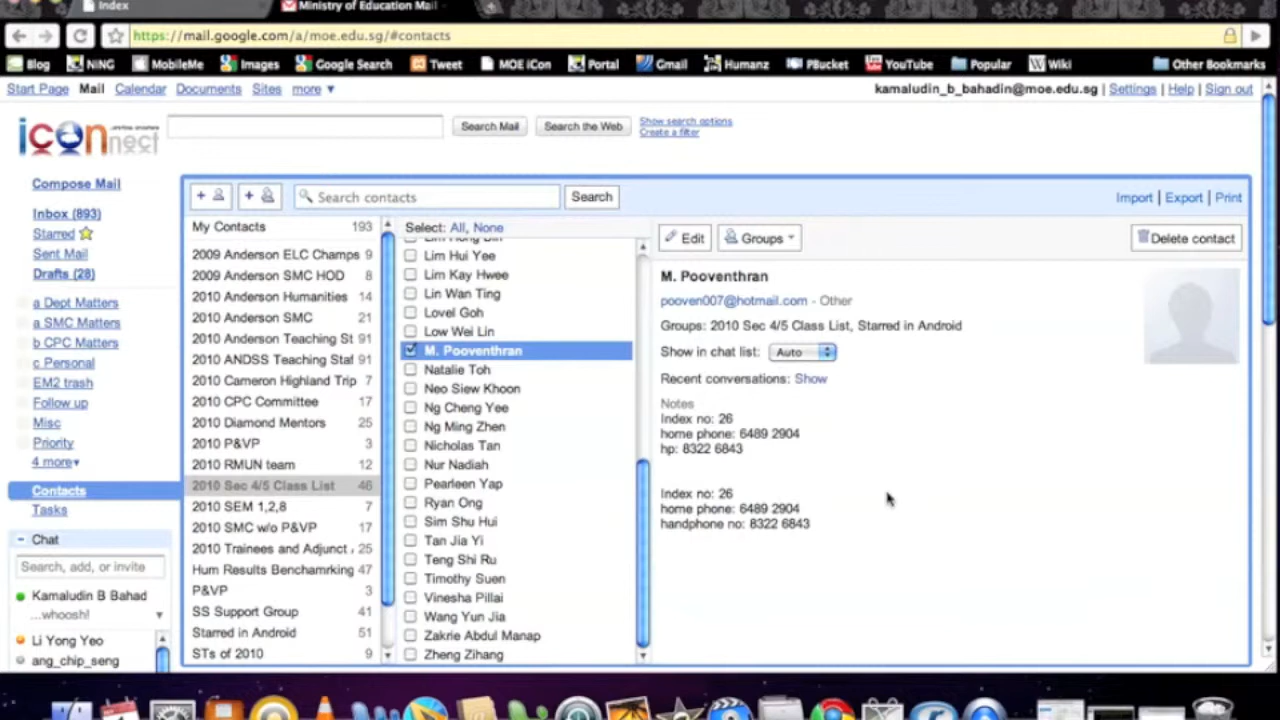 Index
Ministry of Education Mail
https://mail.google.com/a/moe.edu.sg/#contacts
Blog NiNG MobileMe Images Google Search Tweet MOE iCon Portal Gmail Humanz PBucket YouTube Popular Wiki Other Bookmarks
Start Page Mail Calendar Documents Sites more ▼
kamaludin_b_bahadin@moe.edu.sg | Settings | Help | Sign out
iconnect
Search Mail Search the Web
Show search options
Create a filter
Compose Mail
Inbox (893)
Starred
Sent Mail
Drafts (28)
a Dept Matters
a SMC Matters
b CPC Matters
c Personal
EM2 trash
Follow up
Misc
Priority
4 more▼
Contacts
Tasks
Chat
Search, add, or invite
Kamaludin B Bahad
...whoosh!
Li Yong Yeo
ang_chip_seng
Search contacts Search
Import | Export | Print
My Contacts 193
2009 Anderson ELC Champs 9
2009 Anderson SMC HOD 8
2010 Anderson Humanities 14
2010 Anderson SMC 21
2010 Anderson Teaching St 91
2010 ANDSS Teaching Staf 91
2010 Cameron Highland Trip 7
2010 CPC Committee 17
2010 Diamond Mentors 25
2010 P&VP 3
2010 RMUN team 12
2010 Sec 4/5 Class List 46
2010 SEM 1,2,8 7
2010 SMC w/o P&VP 17
2010 Trainees and Adjunct 25
Hum Results Benchamrking 47
P&VP 3
SS Support Group 41
Starred in Android 51
STs of 2010 9
Select: All, None
Lim Hong Bin
Lim Hui Yee
Lim Kay Hwee
Lin Wan Ting
Lovel Goh
Low Wei Lin
M. Pooventhran
Natalie Toh
Neo Siew Khoon
Ng Cheng Yee
Ng Ming Zhen
Nicholas Tan
Nur Nadiah
Pearleen Yap
Ryan Ong
Sim Shu Hui
Tan Jia Yi
Teng Shi Ru
Timothy Suen
Vinesha Pillai
Wang Yun Jia
Zakrie Abdul Manap
Zheng Zihang
Edit Groups Delete contact
M. Pooventhran
pooven007@hotmail.com - Other
Groups: 2010 Sec 4/5 Class List, Starred in Android
Show in chat list: Auto
Recent conversations: Show
Notes
Index no: 26
home phone: 6489 2904
hp: 8322 6843
Index no: 26
home phone: 6489 2904
handphone no: 8322 6843